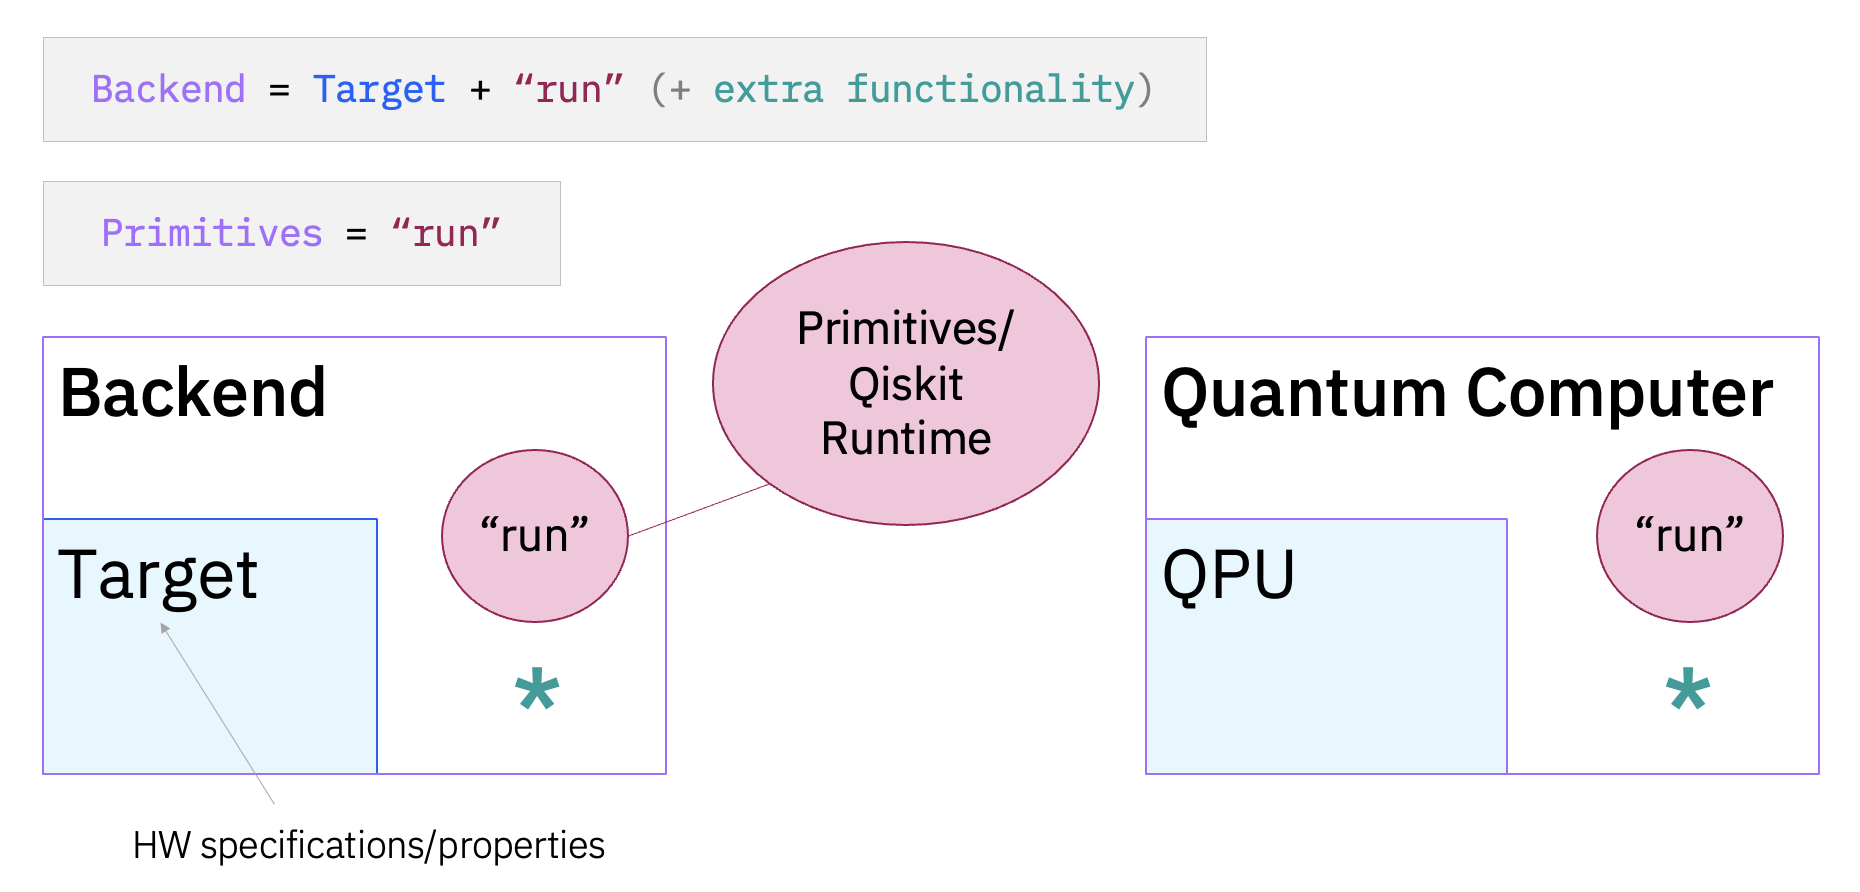 Backend = Target + “run” (+ extra functionality)
Primitives = “run”
Primitives/
Qiskit
Runtime
Backend
“run”
Target
*
HW specifications/properties
Quantum Computer
“run”
QPU
*